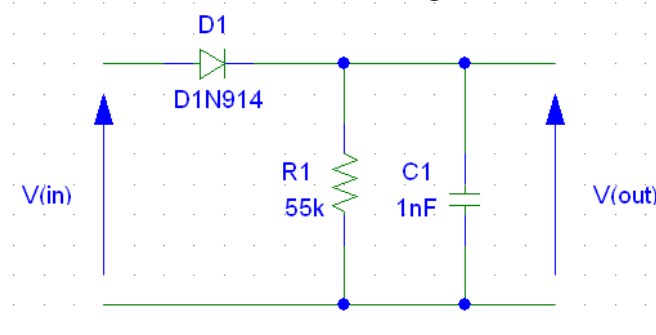 D1
D1N914
R1
55k
C1
1nF
V(in)
V(out)